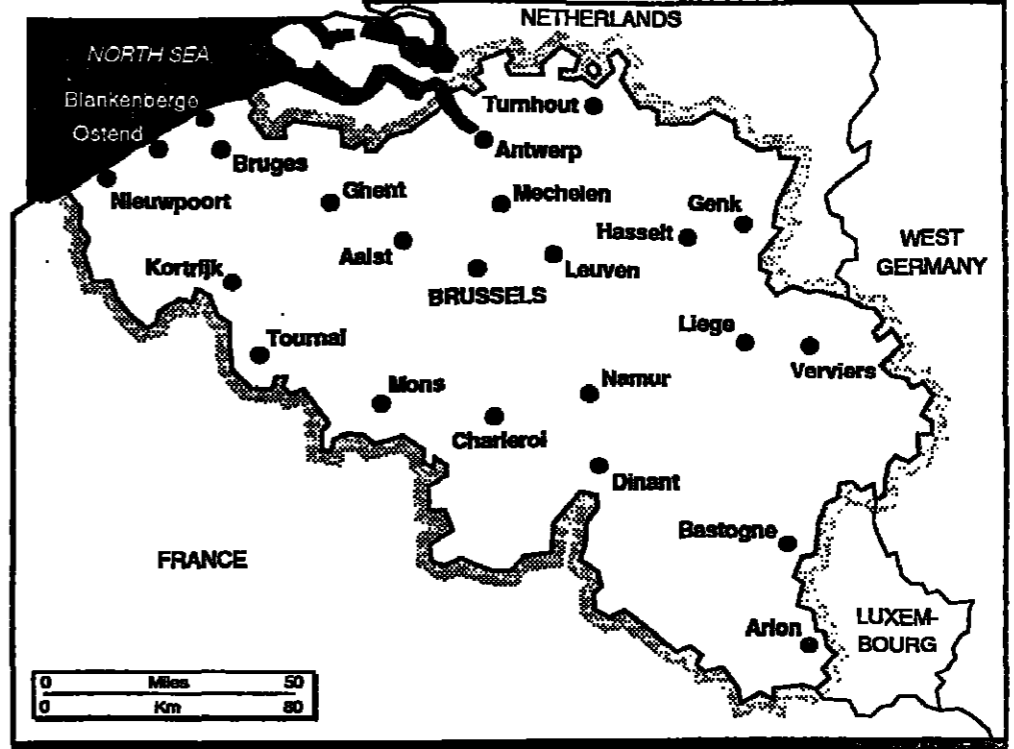 NETHERLANDS
NORTH SEA
Blankenberge
Turnhout
Ostend
Antwerp
Bruges
Nieuwpoort
Ghent
Mechelen
Genk
Hasselt
WEST
GERMANY
Aalst
Leuven
Kortrijk
BRUSSELS
Liege
Tournai
Verviers
Mons
Namur
Charleroi
Dinant
Bastogne
FRANCE
Arlon
LUXEM-
BOURG
0 Miles 50
0 Km 80